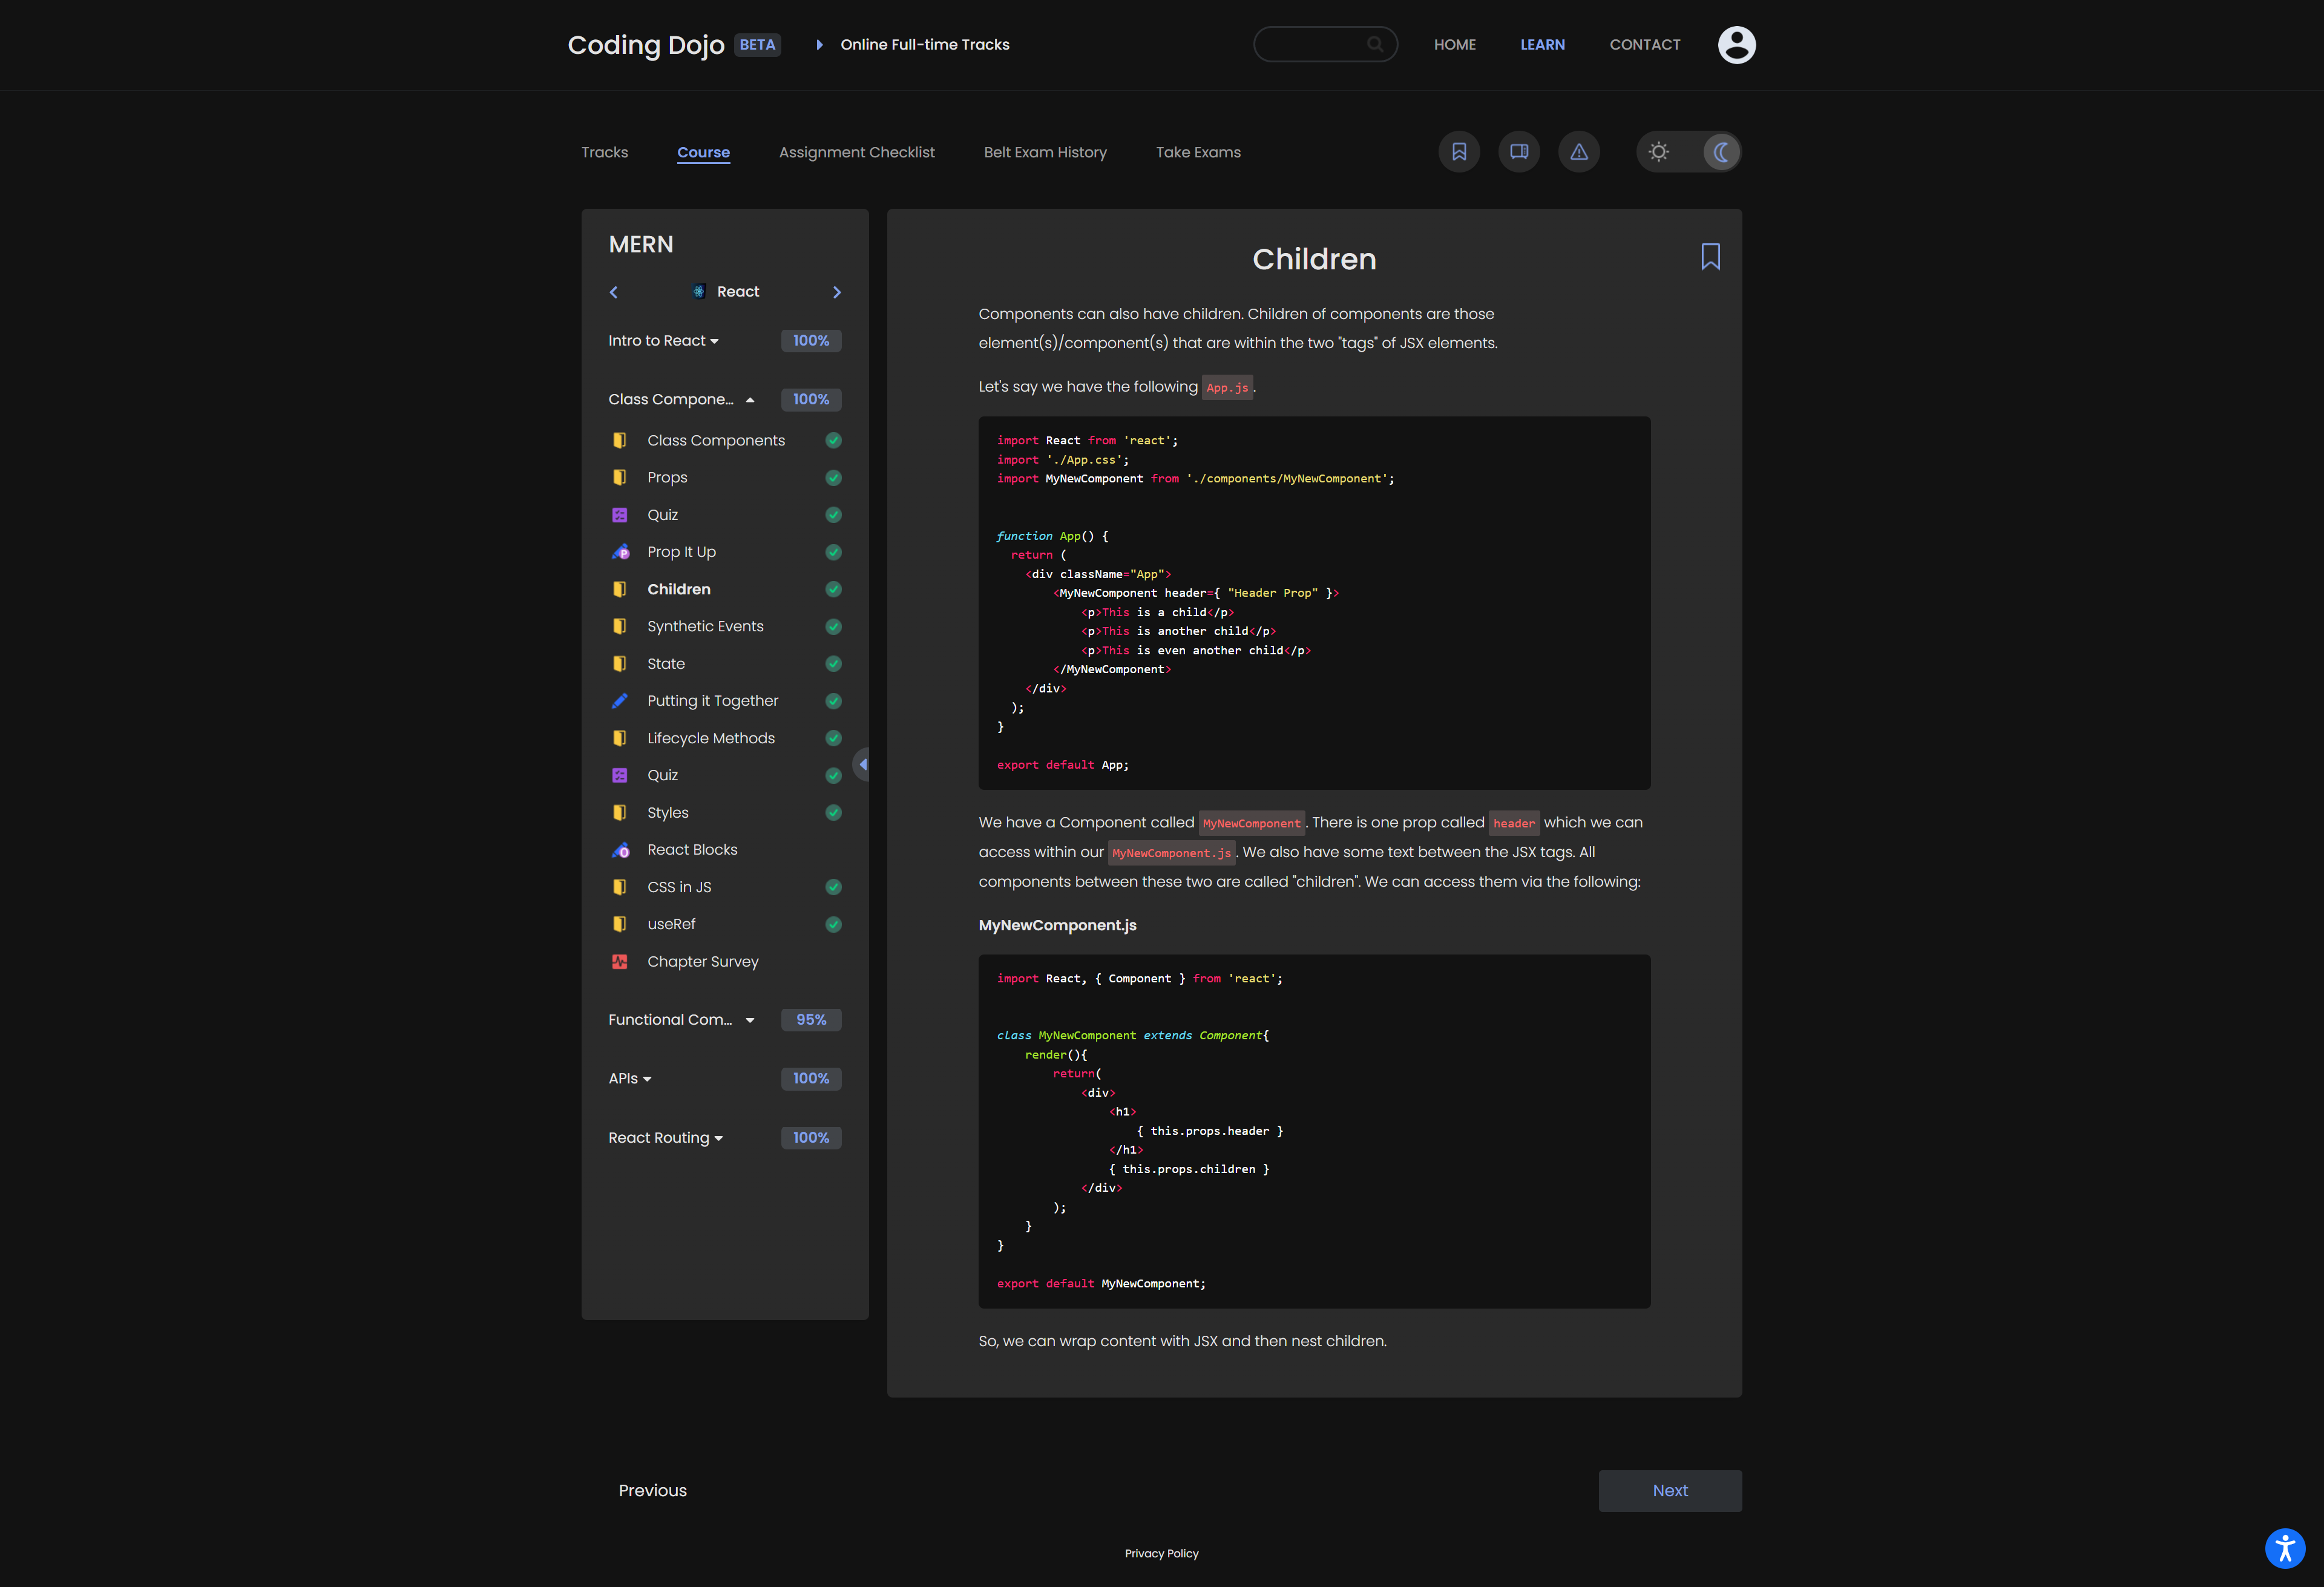 Coding Dojo BETA Online Full-time Tracks HOME LEARN CONTACT
Tracks Course Assignment Checklist Belt Exam History Take Exams
MERN
React
Intro to React 100%
Class Compone... 100%
Class Components
Props
Quiz
Prop It Up
Children
Synthetic Events
State
Putting it Together
Lifecycle Methods
Quiz
Styles
React Blocks
CSS in JS
useRef
Chapter Survey
Functional Com... 95%
APIs 100%
React Routing 100%
Children
Components can also have children. Children of components are those
element(s)/component(s) that are within the two "tags" of JSX elements.
Let's say we have the following App.js.
import React from 'react';
import './App.css';
import MyNewComponent from './components/MyNewComponent';
function App() {
  return (
    <div className="App">
        <MyNewComponent header={ "Header Prop" }>
            <p>This is a child</p>
            <p>This is another child</p>
            <p>This is even another child</p>
        </MyNewComponent>
    </div>
  );
}
export default App;
We have a Component called MyNewComponent. There is one prop called header which we can
access within our MyNewComponent.js. We also have some text between the JSX tags. All
components between these two are called "children". We can access them via the following:
MyNewComponent.js
import React, { Component } from 'react';
class MyNewComponent extends Component{
    render(){
        return(
            <div>
                <h1>
                    { this.props.header }
                </h1>
                { this.props.children }
            </div>
        );
    }
}
export default MyNewComponent;
So, we can wrap content with JSX and then nest children.
Previous Next
Privacy Policy